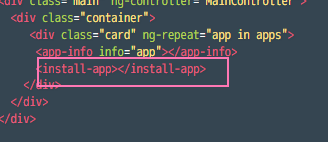 <div class="main" ng-controller="MainController">
<div class="container">
<div class="card" ng-repeat="app in apps">
<app-info info="app"></app-info>
<install-app></install-app>
</div>
</div>
</div>